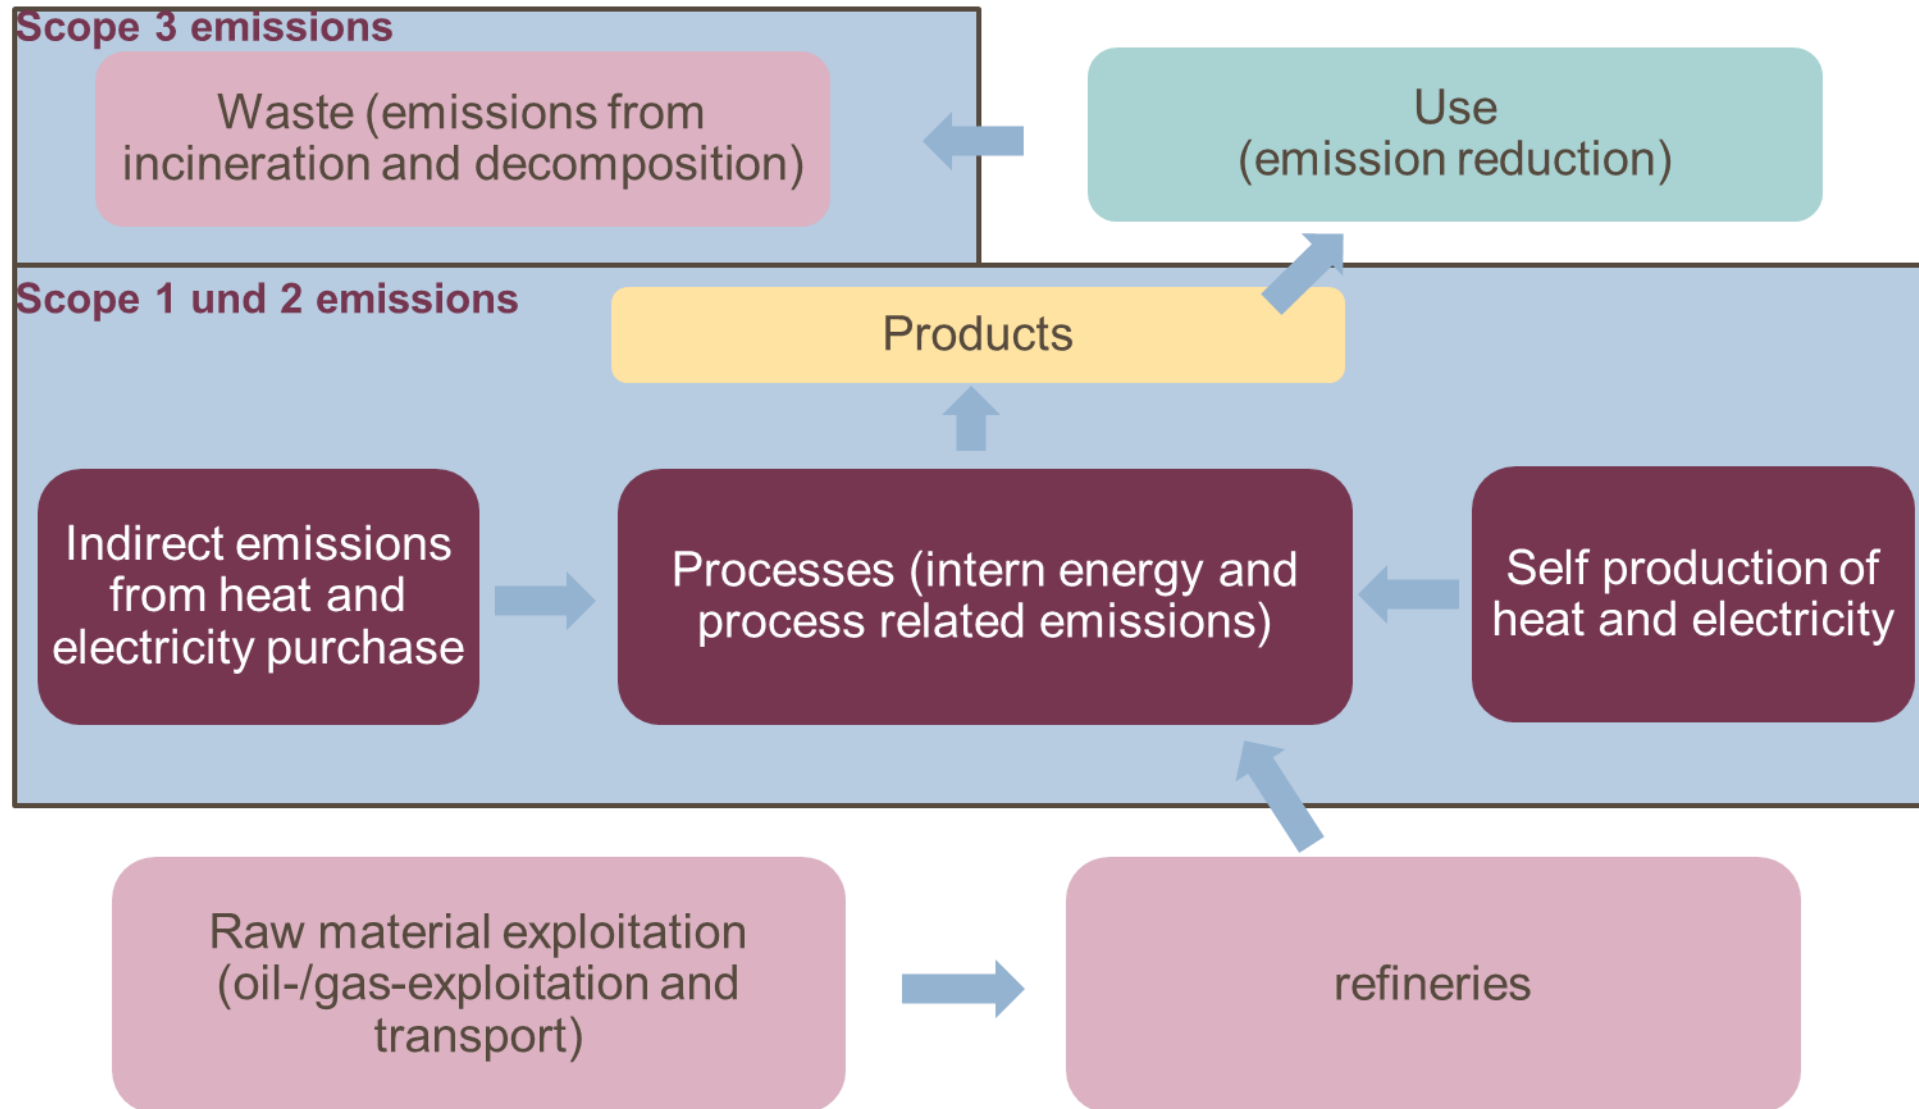 Scope 3 emissions
Waste (emissions from
incineration and decomposition)
Use
(emission reduction)
Scope 1 und 2 emissions
Products
Indirect emissions
from heat and
electricity purchase
Processes (intern energy and
process related emissions)
Self production of
heat and electricity
Raw material exploitation
(oil-/gas-exploitation and
transport)
refineries